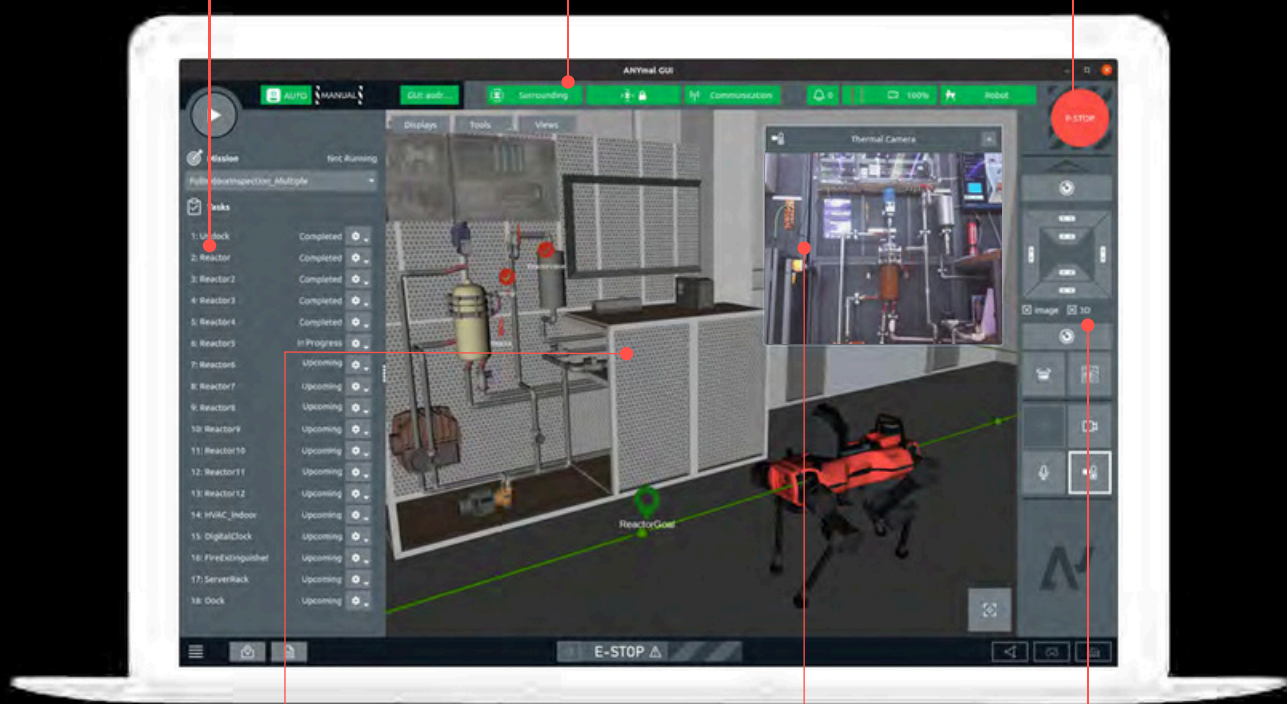 ANYmal GUI
AUTO MANUAL
Surrounding
Communication
0
100%
Robot
E-STOP
Displays Tools Views
Thermal Camera
Mission Not Running
Tasks
1: Undock Completed
2: Reactor Completed
3: Reactor2 Completed
4: Reactor3 Completed
5: Reactor4 Completed
6: Reactor5 In Progress
7: Reactor6 Upcoming
8: Reactor7 Upcoming
9: Reactor8 Upcoming
10: Reactor9 Upcoming
11: Reactor10 Upcoming
12: Reactor11 Upcoming
13: Reactor12 Upcoming
14: HVAC_Indoor Upcoming
15: DigitalClock Upcoming
16: FireExtinguisher Upcoming
17: ServerRack Upcoming
18: Dock Upcoming
image 3D
ReactorGoal
E-STOP